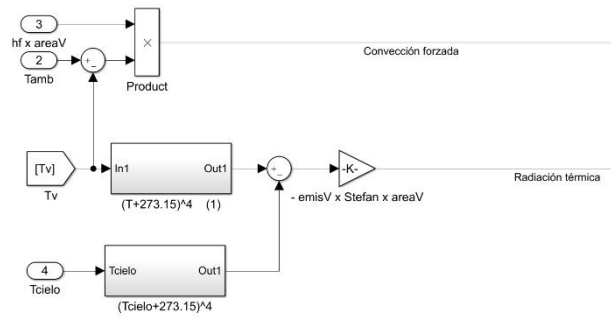 3
hf x areaV
2
Tamb
+
_
×
Product
Convección forzada
[Tv]
Tv
In1 Out1
(T+273.15)^4 (1)
+
_
-K-
- emisV x Stefan x areaV
Radiación térmica
4
Tcielo
Tcielo Out1
(Tcielo+273.15)^4